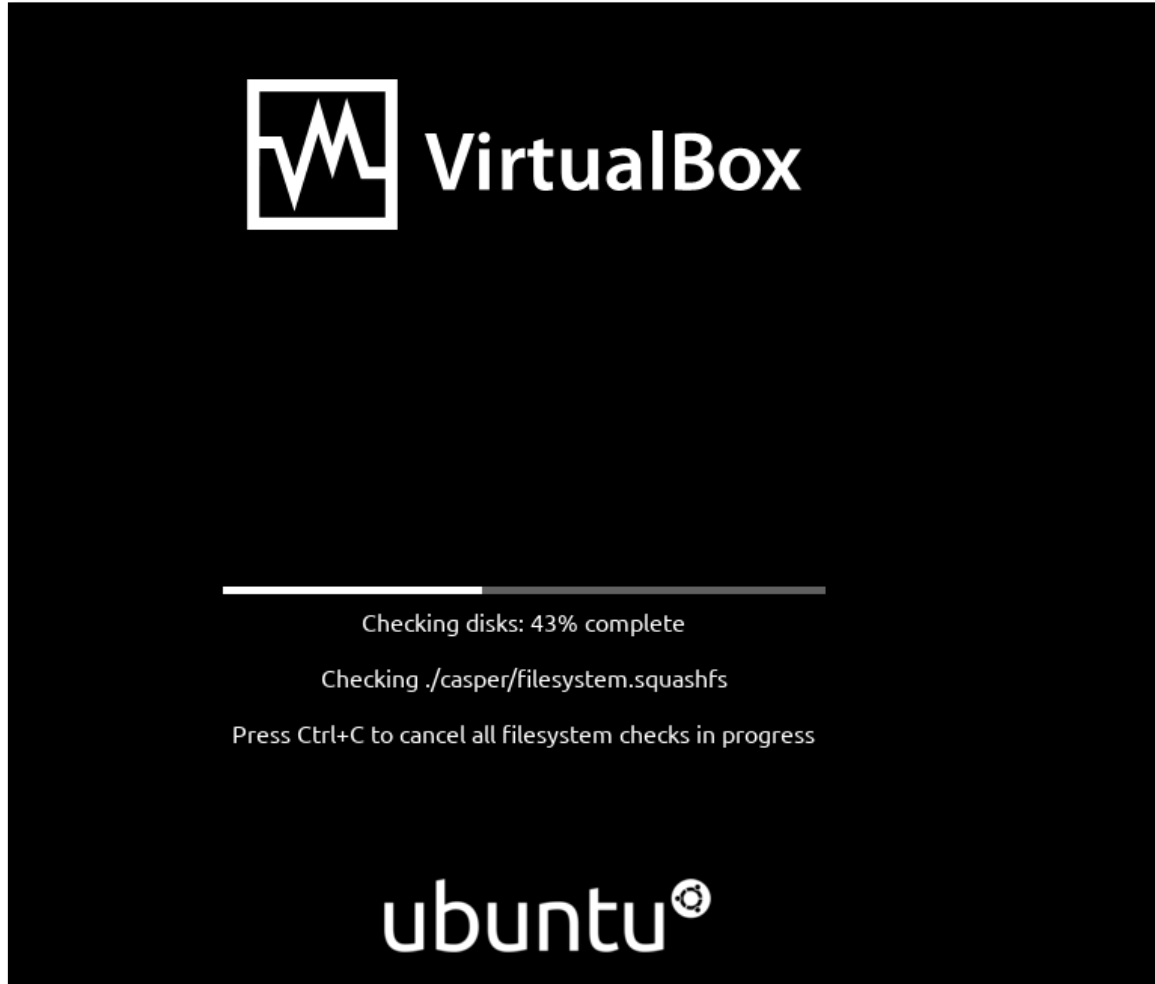 VirtualBox
Checking disks: 43% complete
Checking ./casper/filesystem.squashfs
Press Ctrl+C to cancel all filesystem checks in progress
ubuntu